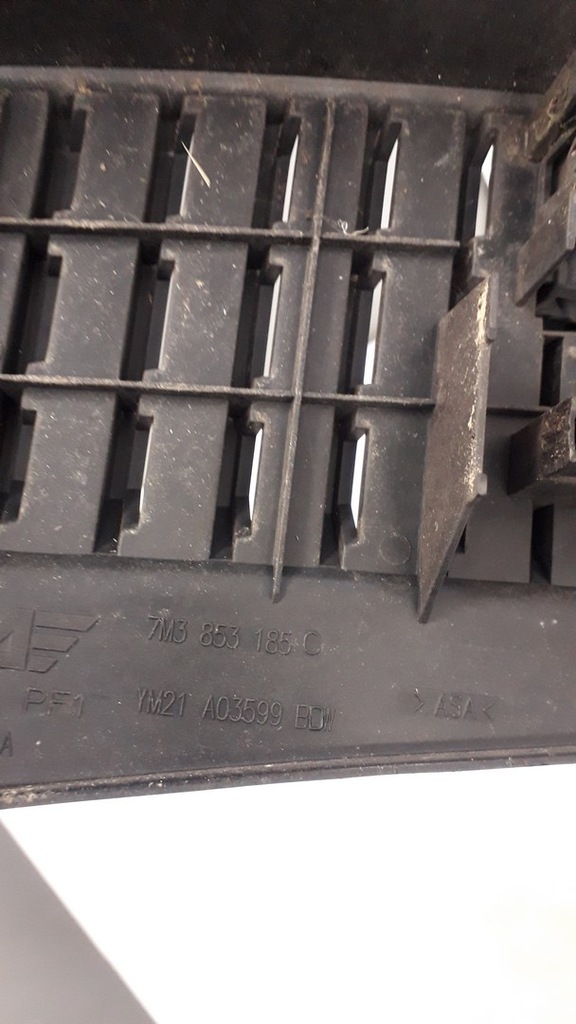 7M3 853 185 C
PF1
YM21 A03599 BDW
>ASA<
A